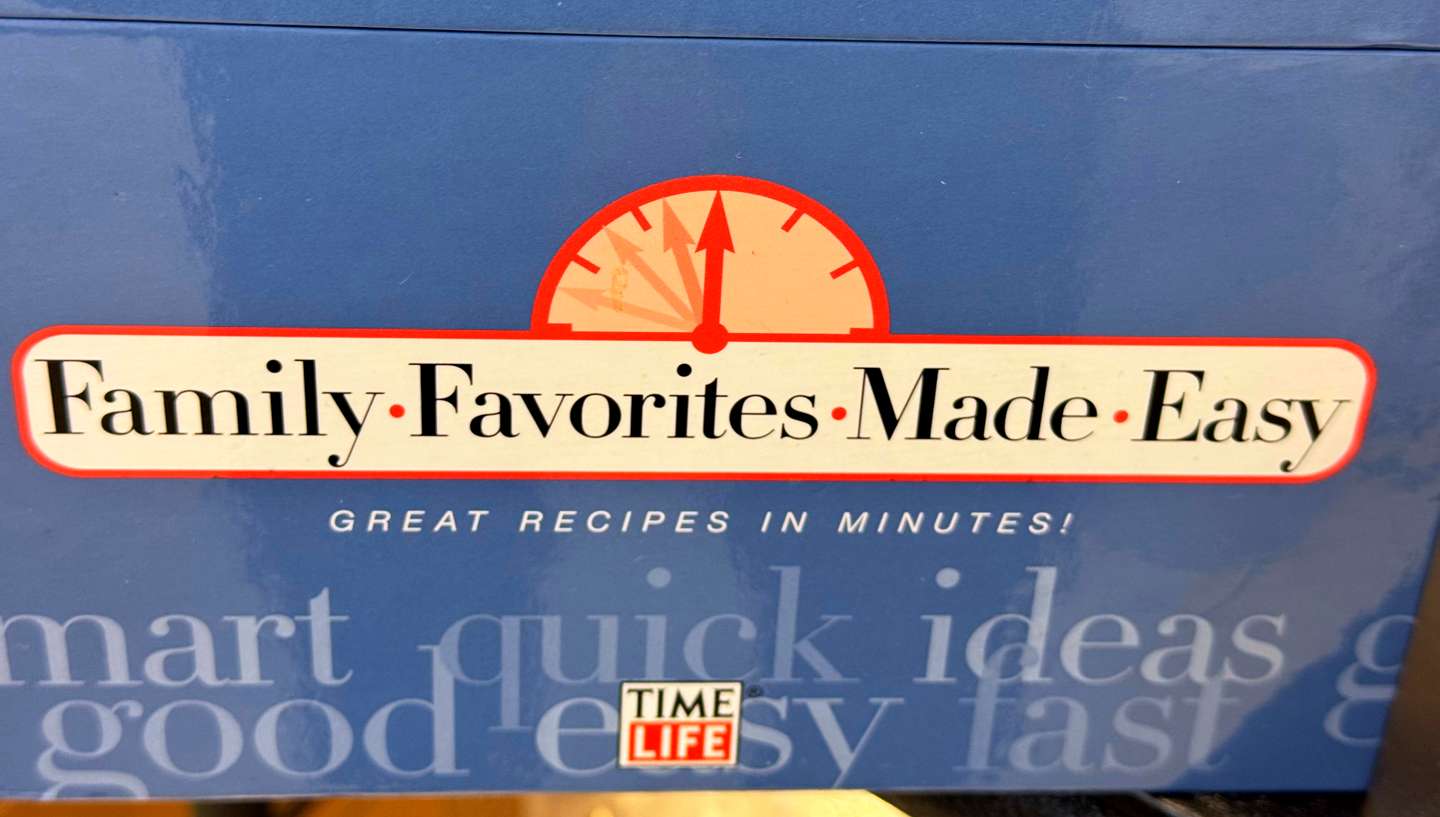 Family·Favorites·Made·Easy
GREAT RECIPES IN MINUTES!
mart quick ideas g
good easy fast
TIME
LIFE®